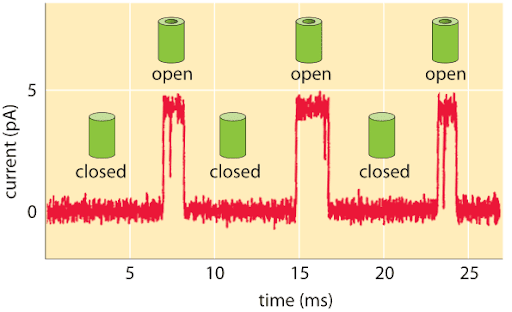 open
open
open
5
closed
closed
closed
current (pA)
0
5
10
15
20
25
time (ms)